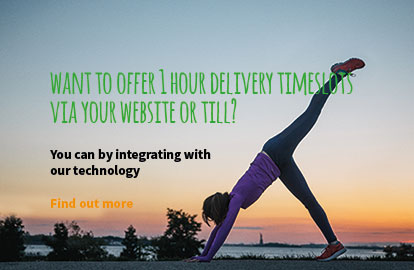 WANT TO OFFER 1 HOUR DELIVERY TIMESLOTS
VIA YOUR WEBSITE OR TILL?
You can by integrating with
our technology
Find out more